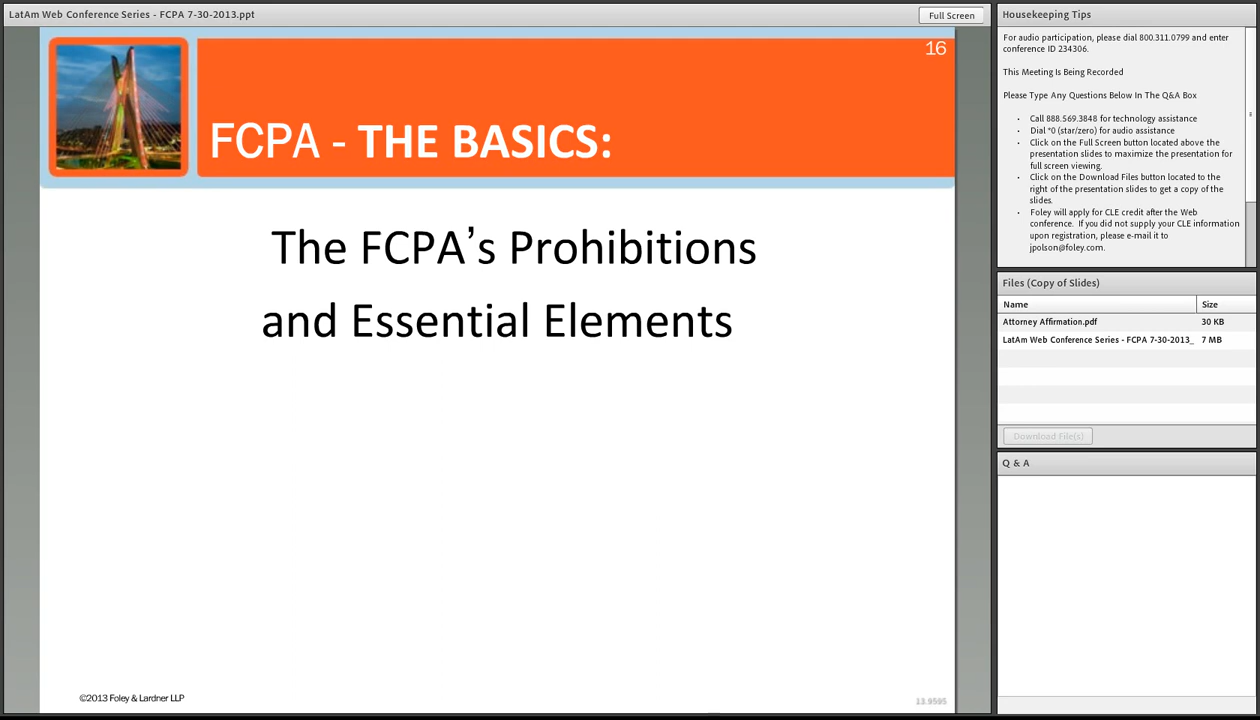 LatAm Web Conference Series - FCPA 7-30-2013.ppt
Full Screen
16
FCPA - THE BASICS:
The FCPA’s Prohibitions
and Essential Elements
©2013 Foley & Lardner LLP
13.9595
Housekeeping Tips
For audio participation, please dial 800.311.0799 and enter
conference ID 234306.
This Meeting Is Being Recorded
Please Type Any Questions Below In The Q&A Box
• Call 888.569.3848 for technology assistance
• Dial *0 (star/zero) for audio assistance
• Click on the Full Screen button located above the
presentation slides to maximize the presentation for
full screen viewing.
• Click on the Download Files button located to the
right of the presentation slides to get a copy of the
slides.
• Foley will apply for CLE credit after the Web
conference. If you did not supply your CLE information
upon registration, please e-mail it to
jpolson@foley.com.
Files (Copy of Slides)
Name Size
Attorney Affirmation.pdf 30 KB
LatAm Web Conference Series - FCPA 7-30-2013_ 7 MB
Download File(s)
Q & A